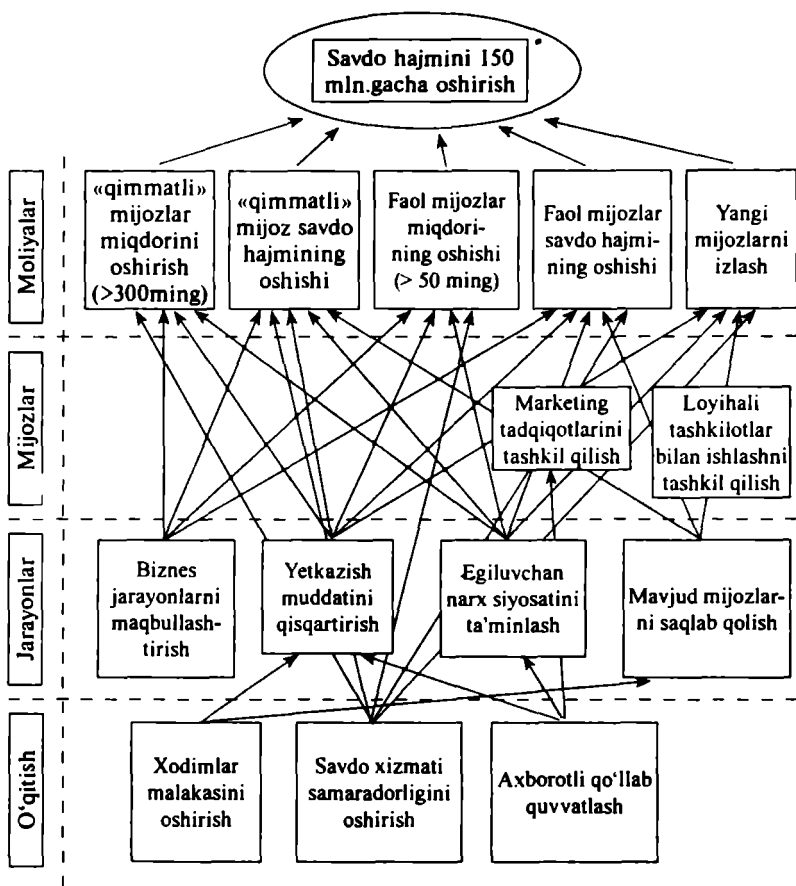 Savdo hajmini 150
mln.gacha oshirish
Moliyalar
«qimmatli»
mijozlar
miqdorini
oshirish
(>300ming)
«qimmatli»
mijoz savdo
hajmining
oshishi
Faol mijozlar
miqdori-
ning oshishi
(> 50 ming)
Faol mijozlar
savdo hajmi-
ning oshishi
Yangi
mijozlarni
izlash
Mijozlar
Marketing
tadqiqotlarini
tashkil qilish
Loyihali
tashkilotlar
bilan ishlashni
tashkil qilish
Jarayonlar
Biznes
jarayonlarni
maqbullash-
tirish
Yetkazish
muddatini
qisqartirish
Egiluvchan
narx siyosatini
ta'minlash
Mavjud mijozlar-
ni saqlab qolish
O‘qitish
Xodimlar
malakasini
oshirish
Savdo xizmati
samaradorligini
oshirish
Axborotli qo‘llab
quvvatlash